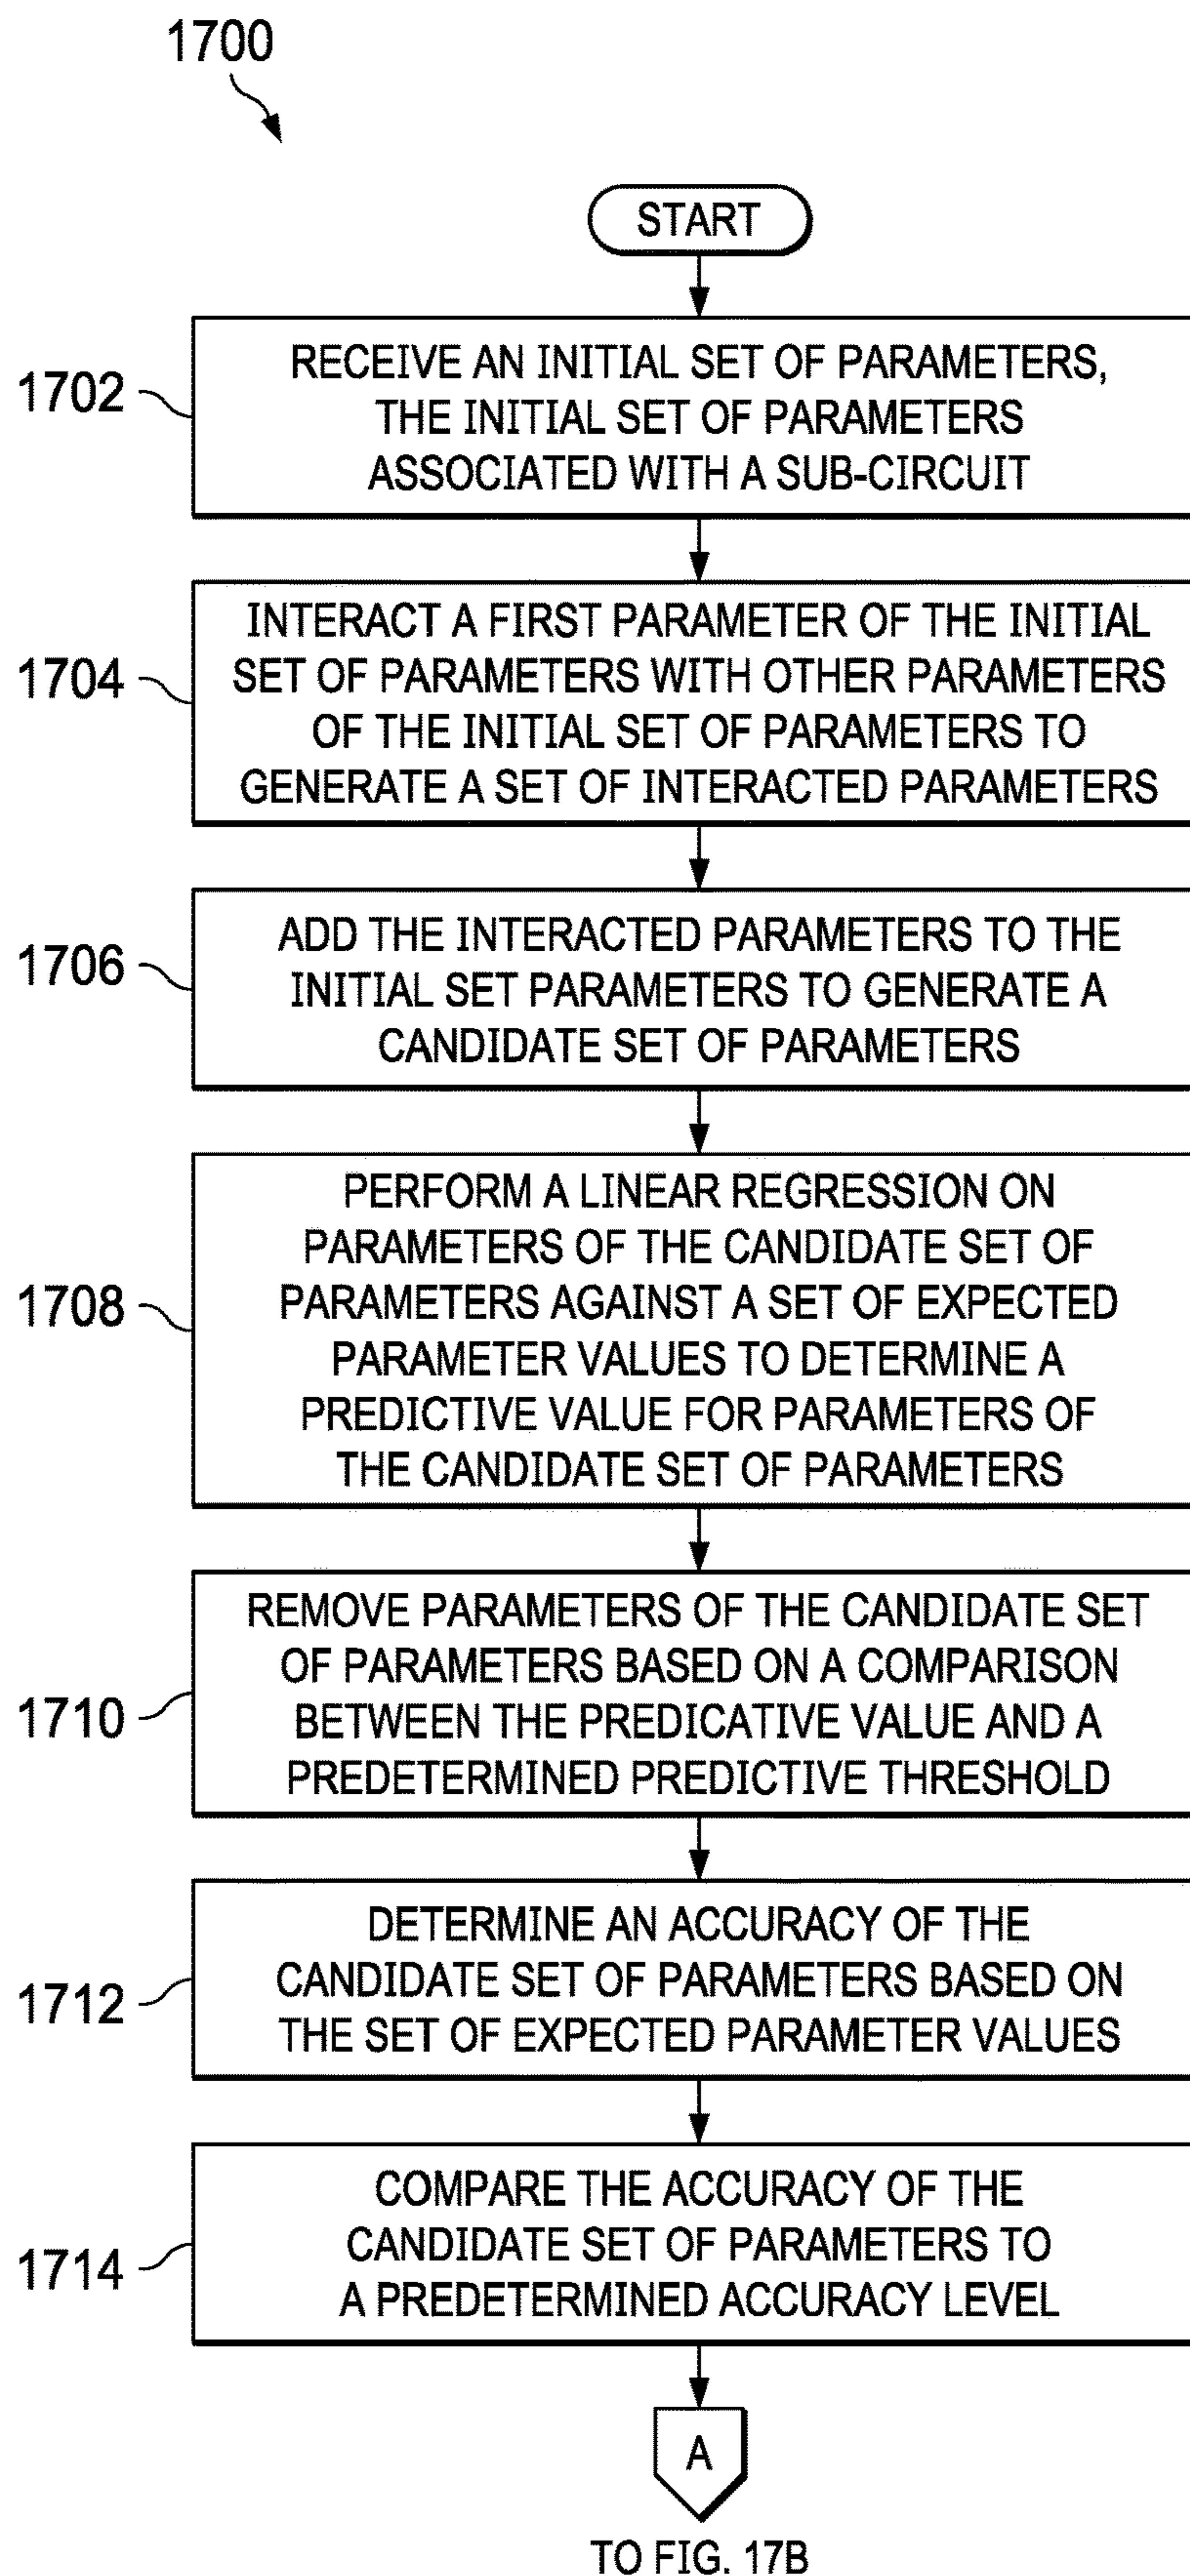 1700
START
1702
RECEIVE AN INITIAL SET OF PARAMETERS,
THE INITIAL SET OF PARAMETERS
ASSOCIATED WITH A SUB-CIRCUIT
1704
INTERACT A FIRST PARAMETER OF THE INITIAL
SET OF PARAMETERS WITH OTHER PARAMETERS
OF THE INITIAL SET OF PARAMETERS TO
GENERATE A SET OF INTERACTED PARAMETERS
1706
ADD THE INTERACTED PARAMETERS TO THE
INITIAL SET PARAMETERS TO GENERATE A
CANDIDATE SET OF PARAMETERS
1708
PERFORM A LINEAR REGRESSION ON
PARAMETERS OF THE CANDIDATE SET OF
PARAMETERS AGAINST A SET OF EXPECTED
PARAMETER VALUES TO DETERMINE A
PREDICTIVE VALUE FOR PARAMETERS OF
THE CANDIDATE SET OF PARAMETERS
1710
REMOVE PARAMETERS OF THE CANDIDATE SET
OF PARAMETERS BASED ON A COMPARISON
BETWEEN THE PREDICATIVE VALUE AND A
PREDETERMINED PREDICTIVE THRESHOLD
1712
DETERMINE AN ACCURACY OF THE
CANDIDATE SET OF PARAMETERS BASED ON
THE SET OF EXPECTED PARAMETER VALUES
1714
COMPARE THE ACCURACY OF THE
CANDIDATE SET OF PARAMETERS TO
A PREDETERMINED ACCURACY LEVEL
A
TO FIG. 17B